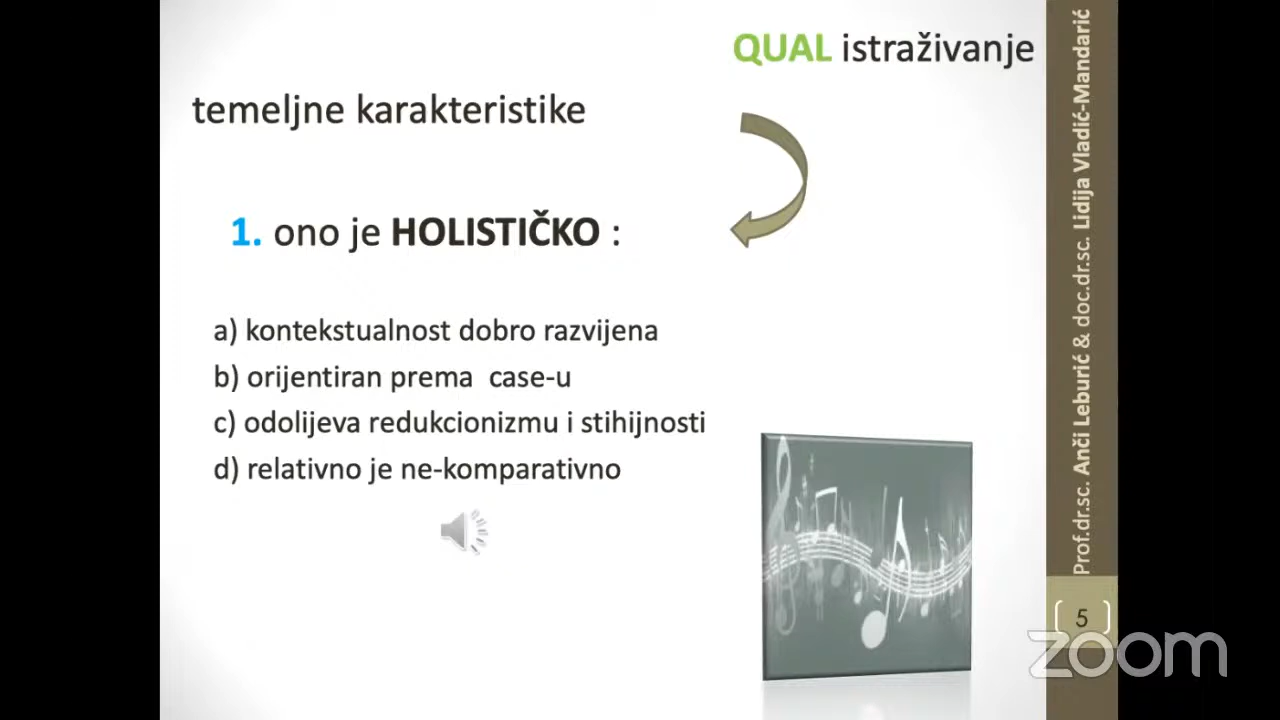 QUAL istraživanje
temeljne karakteristike
1. ono je HOLISTIČKO :
a) kontekstualnost dobro razvijena
b) orijentiran prema case-u
c) odolijeva redukcionizmu i stihijnosti
d) relativno je ne-komparativno
Prof.dr.sc. Anči Leburić & doc.dr.sc. Lidija Vladić-Mandarić
5
zoom